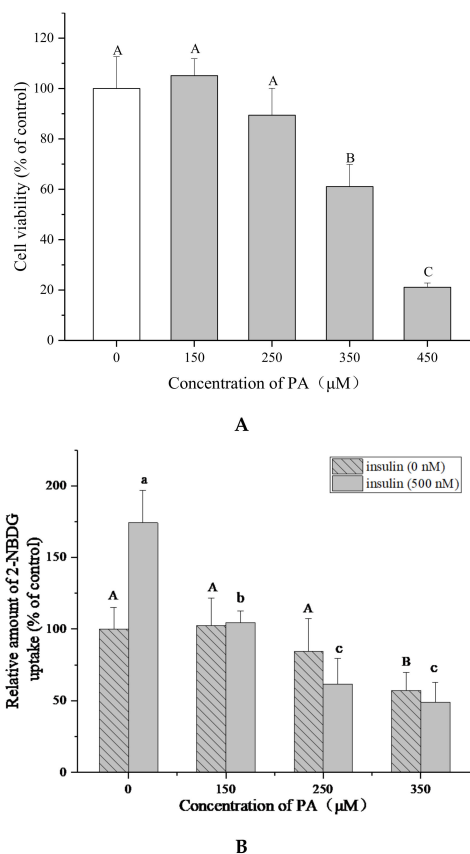 120
100
80
60
40
20
0
Cell viability (% of control)
A
A
A
B
C
0 150 250 350 450
Concentration of PA（μM）
A
insulin (0 nM)
insulin (500 nM)
200
150
100
50
0
Relative amount of 2-NBDG
uptake (% of control)
A a
A b
A c
B c
0 150 250 350
Concentration of PA（μM）
B